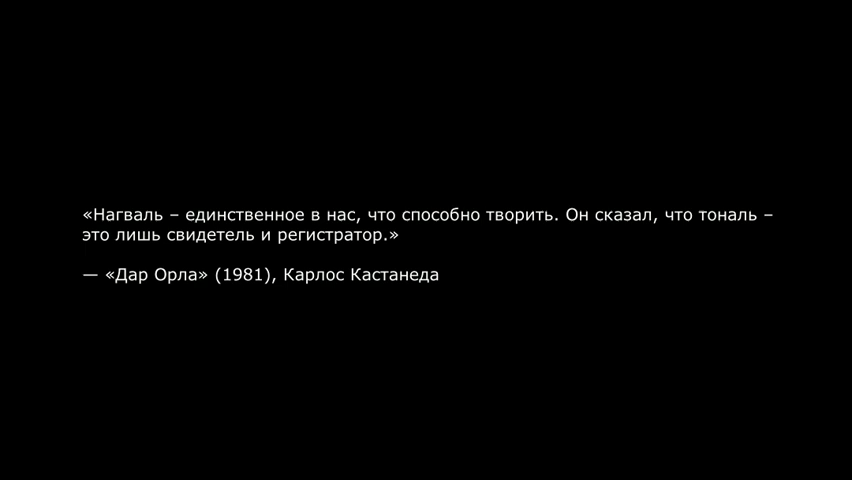 «Нагваль – единственное в нас, что способно творить. Он сказал, что тональ –
это лишь свидетель и регистратор.»
— «Дар Орла» (1981), Карлос Кастанеда